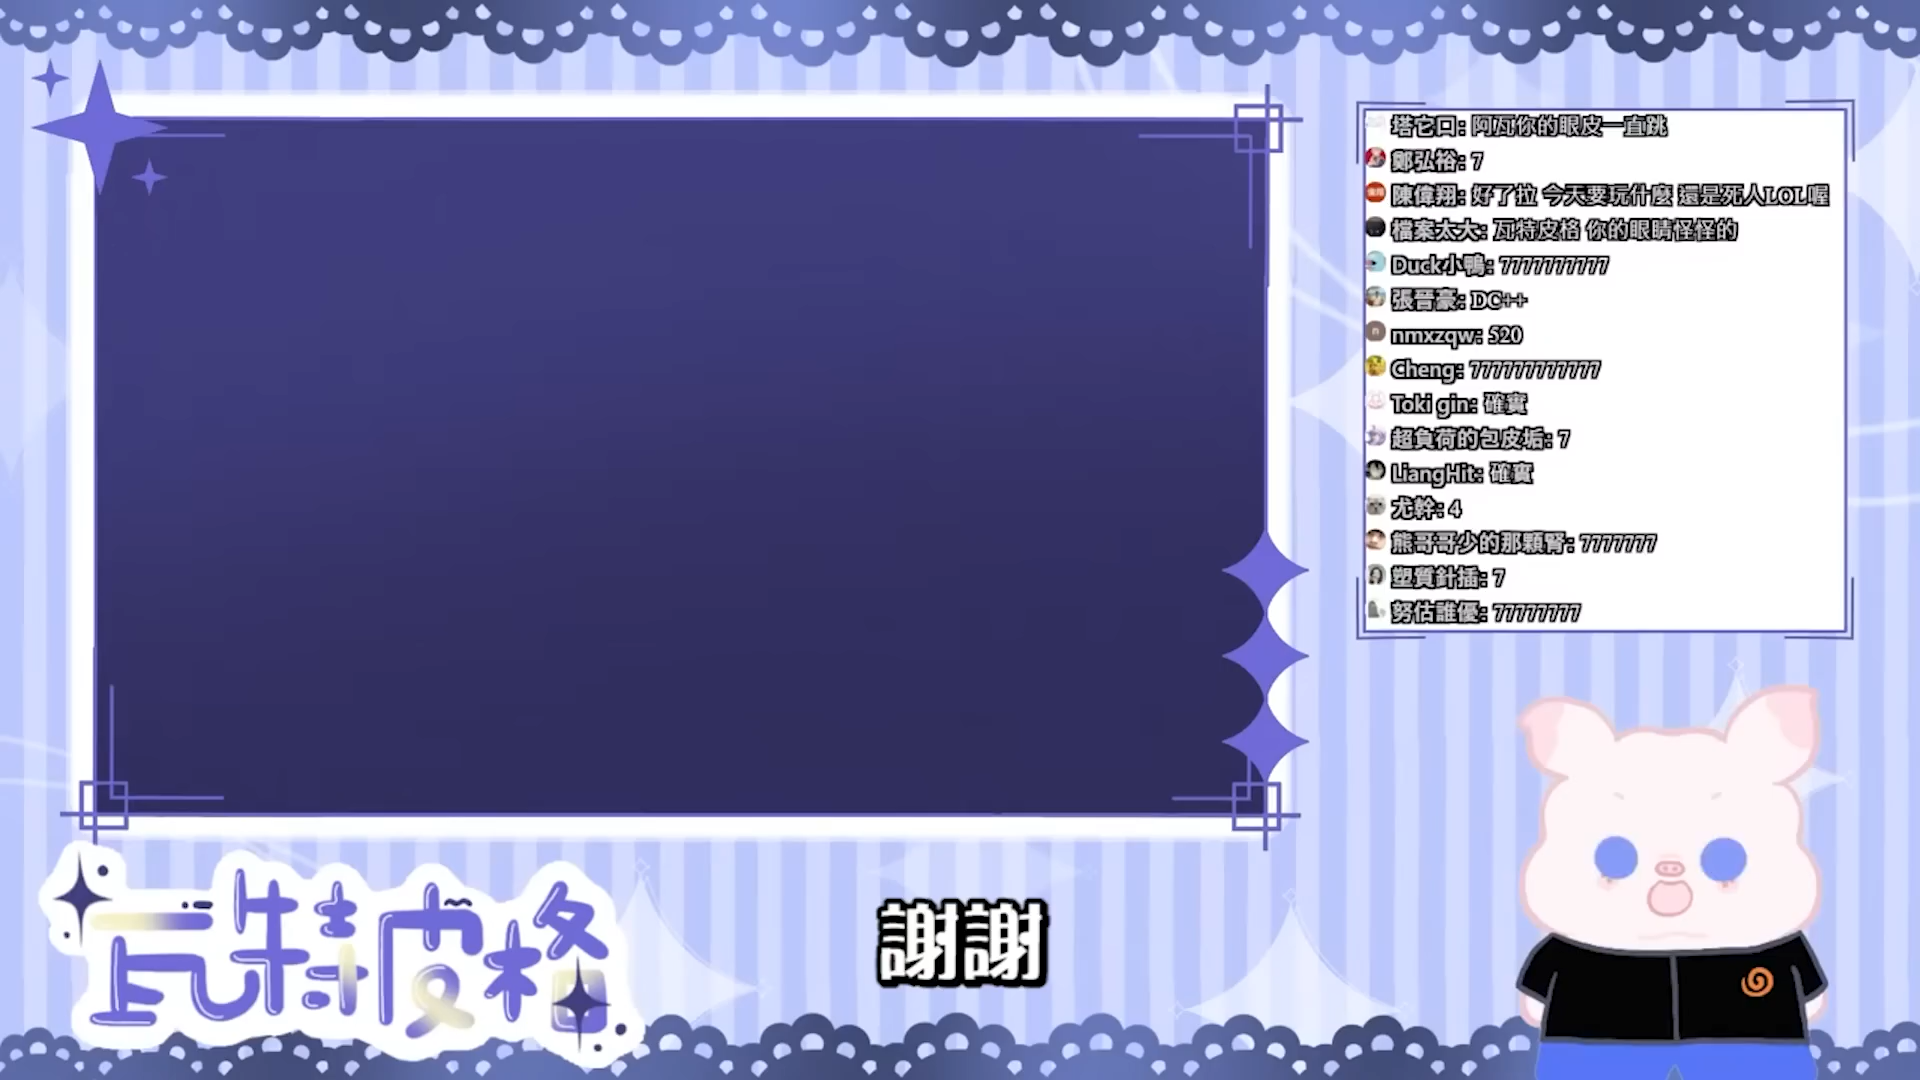 塔它口: 阿瓦你的眼皮一直跳
鄭弘裕: 7
陳偉翔: 好了拉 今天要玩什麼 還是死人LOL喔
檔案太大: 瓦特皮格 你的眼睛怪怪的
Duck小鴨: 7777777777
張晉豪: DC++
nmxzqw: 520
Cheng: 777777777777
Toki gin: 確實
超負荷的包皮垢: 7
LiangHit: 確實
尤幹: 4
熊哥哥少的那顆腎: 7777777
塑質針插: 7
努估誰優: 77777777
瓦特皮格
謝謝